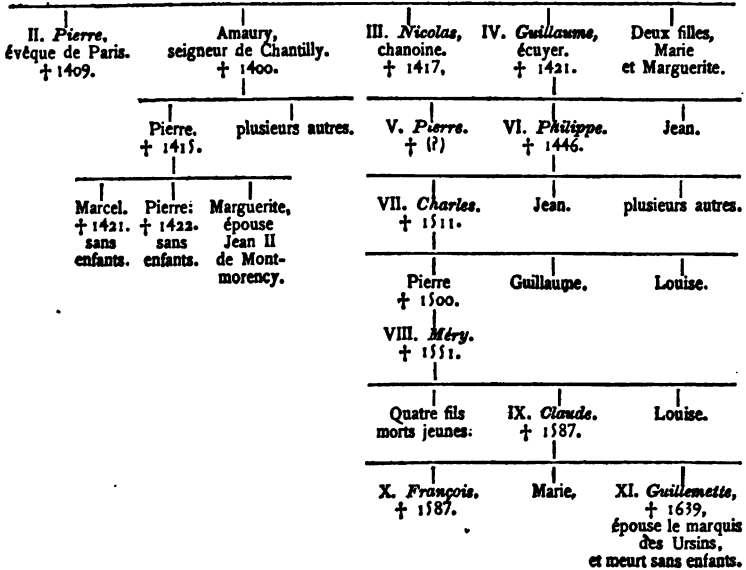 II. Pierre, Amaury, III. Nicolas, IV. Guillaume, Deux filles,
évêque de Paris. seigneur de Chantilly. chanoine. écuyer. Marie
† 1409. † 1400. † 1417, † 1421. et Marguerite.
Pierre. plusieurs autres. V. Pierre. VI. Philippe. Jean.
† 1415. † (?) † 1446.
Marcel. Pierre: Marguerite, VII. Charles. Jean. plusieurs autres.
† 1421. † 1422. épouse † 1511.
sans sans Jean II
enfants. enfants. de Mont-
morency. Pierre Guillaume. Louise.
† 1500.
VIII. Méry.
† 1551.
Quatre fils IX. Claude. Louise.
morts jeunes: † 1587.
X. François. Marie, XI. Guillemette,
† 1587. † 1639,
épouse le marquis
des Ursins,
et meurt sans enfants.